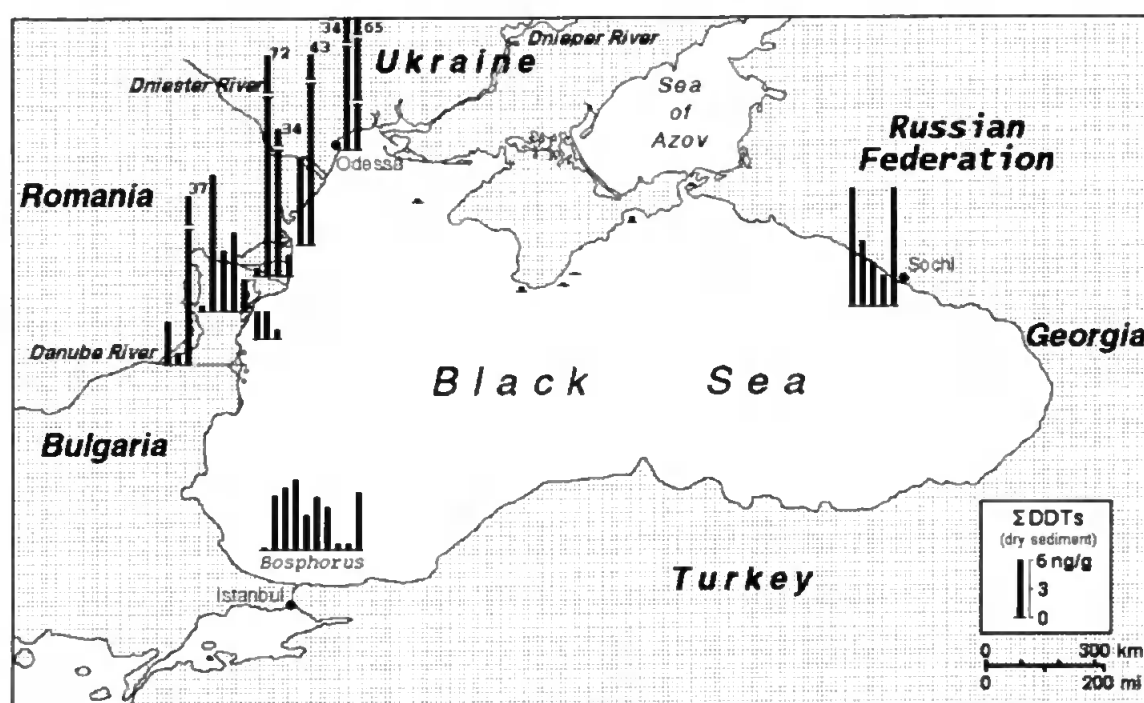 34
65
Dnieper River
72
43
Ukraine
Dniester River
Sea
of
Azov
34
Odessa
Russian
Federation
Romania
37
Sochi
Georgia
Danube River
Black Sea
Bulgaria
ΣDDTs
(dry sediment)
6 ng/g
3
0
Bosphorus
Turkey
Istanbul
0 300 km
0 200 mi